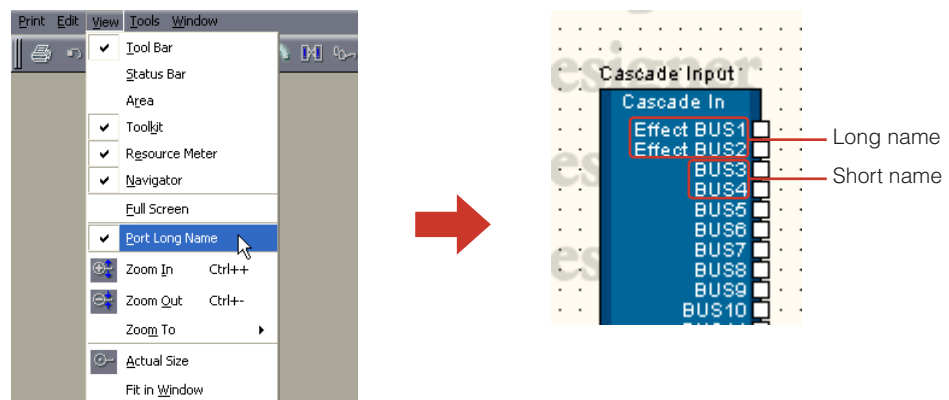 Print Edit View Tools Window
Tool Bar
Status Bar
Area
Toolkit
Resource Meter
Navigator
Full Screen
Port Long Name
Zoom In Ctrl++
Zoom Out Ctrl+-
Zoom To
Actual Size
Fit in Window
esigner
Cascade Input
Cascade In
Effect BUS1
Effect BUS2
BUS3
BUS4
BUS5
BUS6
BUS7
BUS8
BUS9
BUS10
Long name
Short name